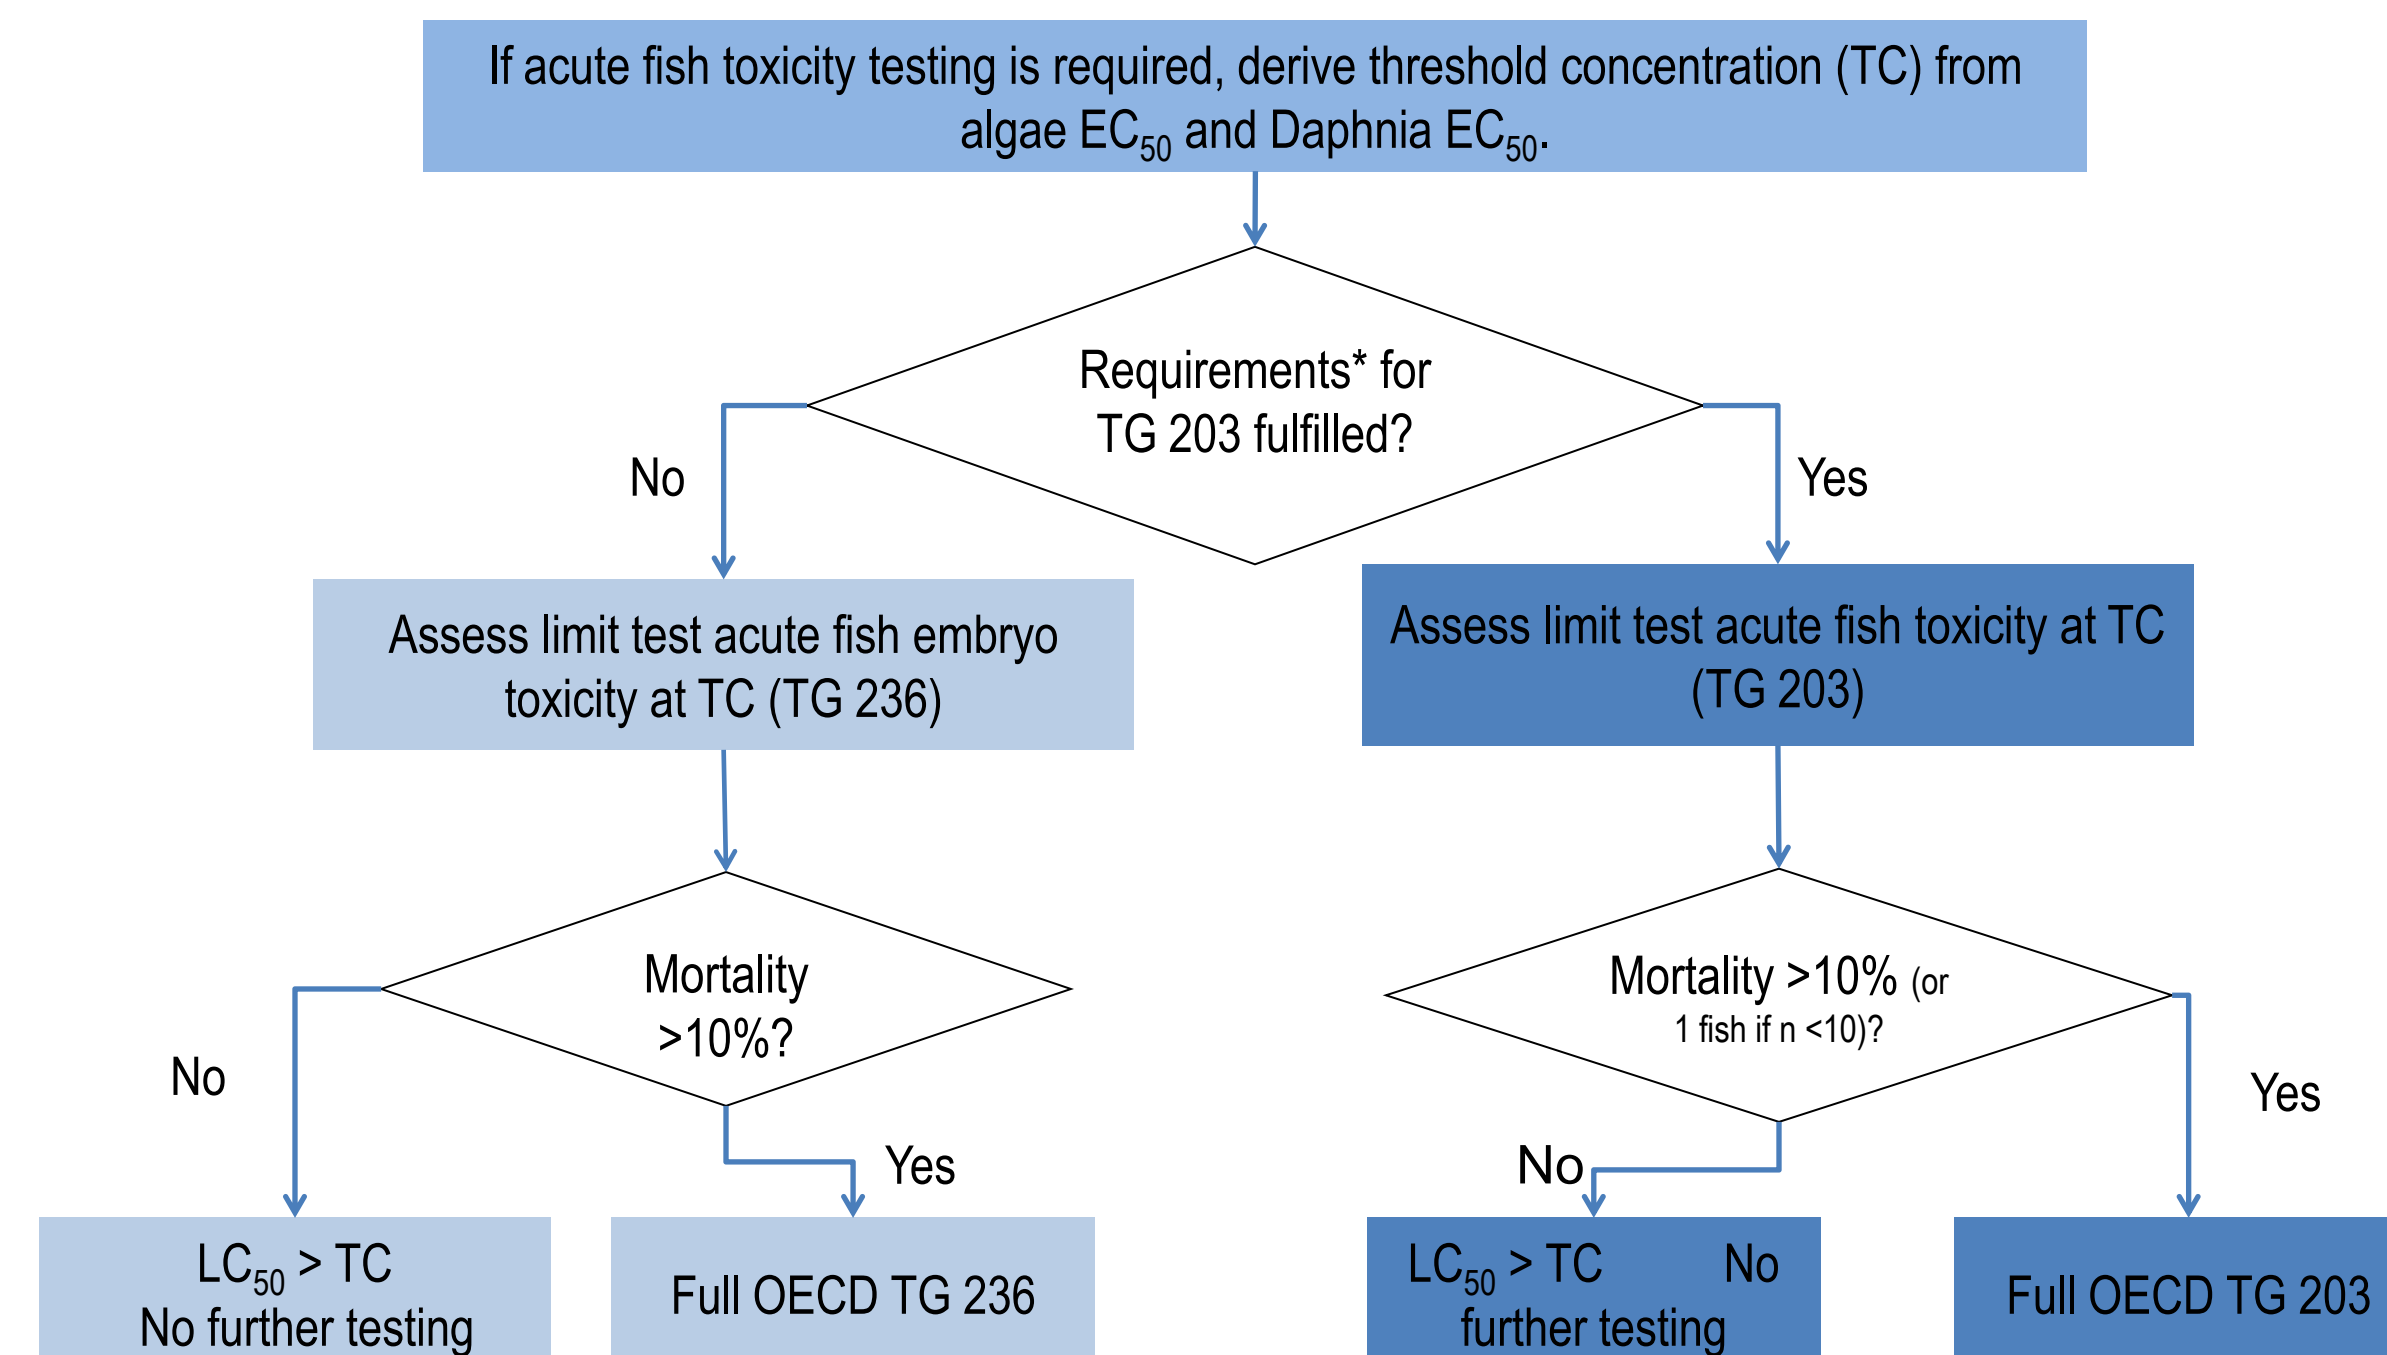 If acute fish toxicity testing is required, derive threshold concentration (TC) from
algae EC50 and Daphnia EC50.
Requirements* for
TG 203 fulfilled?
No
Yes
Assess limit test acute fish embryo
toxicity at TC (TG 236)
Assess limit test acute fish toxicity at TC
(TG 203)
Mortality
>10%?
Mortality >10% (or
1 fish if n <10)?
No
Yes
No
Yes
LC50 > TC
No further testing
Full OECD TG 236
LC50 > TC No
further testing
Full OECD TG 203